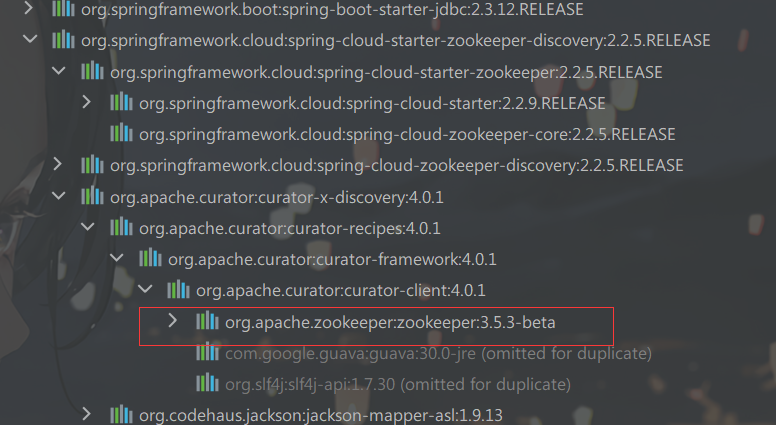 org.springframework.boot:spring-boot-starter-jdbc:2.3.12.RELEASE
org.springframework.cloud:spring-cloud-starter-zookeeper-discovery:2.2.5.RELEASE
org.springframework.cloud:spring-cloud-starter-zookeeper:2.2.5.RELEASE
org.springframework.cloud:spring-cloud-starter:2.2.9.RELEASE
org.springframework.cloud:spring-cloud-zookeeper-core:2.2.5.RELEASE
org.springframework.cloud:spring-cloud-zookeeper-discovery:2.2.5.RELEASE
org.apache.curator:curator-x-discovery:4.0.1
org.apache.curator:curator-recipes:4.0.1
org.apache.curator:curator-framework:4.0.1
org.apache.curator:curator-client:4.0.1
org.apache.zookeeper:zookeeper:3.5.3-beta
com.google.guava:guava:30.0-jre (omitted for duplicate)
org.slf4j:slf4j-api:1.7.30 (omitted for duplicate)
org.codehaus.jackson:jackson-mapper-asl:1.9.13